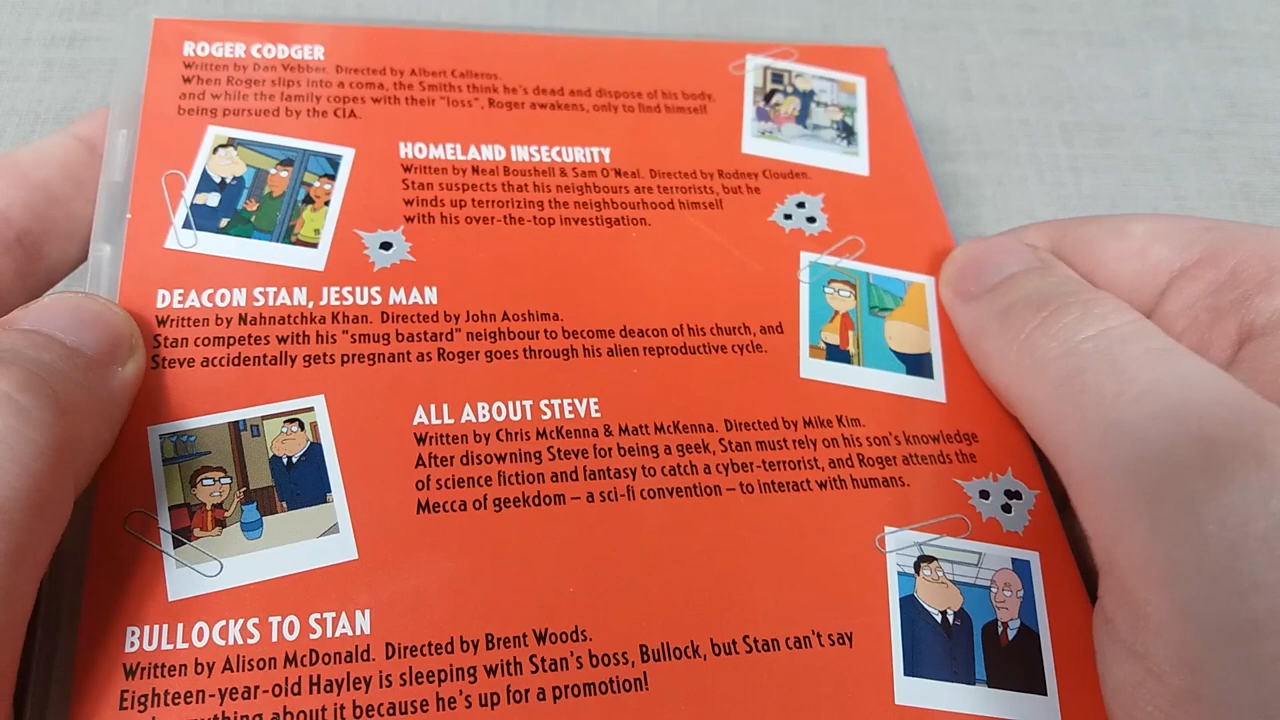 ROGER CODGER
Written by Dan Vebber. Directed by Albert Calleros.
When Roger slips into a coma, the Smiths think he's dead and dispose of his body,
and while the family copes with their "loss", Roger awakens, only to find himself
being pursued by the CIA.
HOMELAND INSECURITY
Written by Neal Boushell & Sam O'Neal. Directed by Rodney Clouden.
Stan suspects that his neighbours are terrorists, but he
winds up terrorizing the neighbourhood himself
with his over-the-top investigation.
DEACON STAN, JESUS MAN
Written by Nahnatchka Khan. Directed by John Aoshima.
Stan competes with his "smug bastard" neighbour to become deacon of his church, and
Steve accidentally gets pregnant as Roger goes through his alien reproductive cycle.
ALL ABOUT STEVE
Written by Chris McKenna & Matt McKenna. Directed by Mike Kim.
After disowning Steve for being a geek, Stan must rely on his son's knowledge
of science fiction and fantasy to catch a cyber-terrorist, and Roger attends the
Mecca of geekdom – a sci-fi convention – to interact with humans.
BULLOCKS TO STAN
Written by Alison McDonald. Directed by Brent Woods.
Eighteen-year-old Hayley is sleeping with Stan's boss, Bullock, but Stan can't say
anything about it because he's up for a promotion!